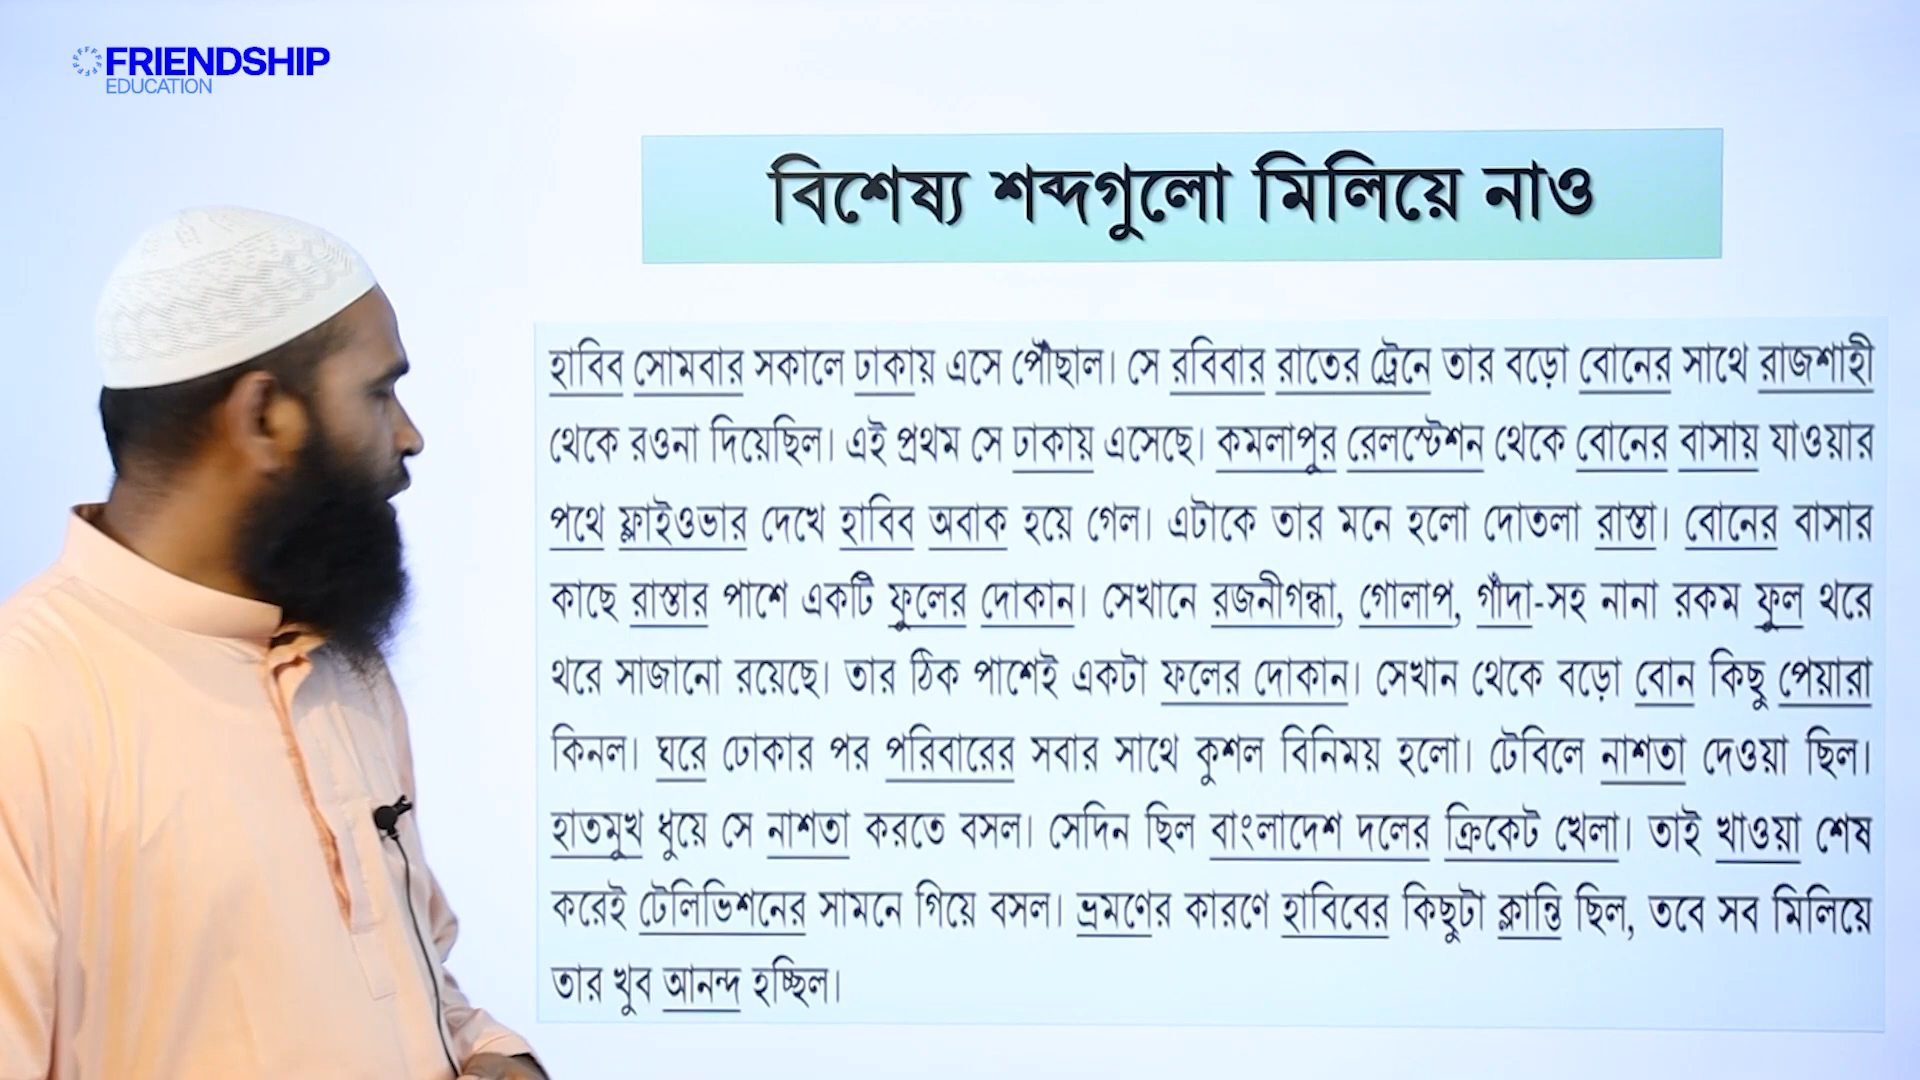 FRIENDSHIP
EDUCATION
বিশেষ্য শব্দগুলো মিলিয়ে নাও
হাবিব সোমবার সকালে ঢাকায় এসে পৌঁছাল। সে রবিবার রাতের ট্রেনে তার বড়ো বোনের সাথে রাজশাহী
থেকে রওনা দিয়েছিল। এই প্রথম সে ঢাকায় এসেছে। কমলাপুর রেলস্টেশন থেকে বোনের বাসায় যাওয়ার
পথে ফ্লাইওভার দেখে হাবিব অবাক হয়ে গেল। এটাকে তার মনে হলো দোতলা রাস্তা। বোনের বাসার
কাছে রাস্তার পাশে একটি ফুলের দোকান। সেখানে রজনীগন্ধা, গোলাপ, গাঁদা-সহ নানা রকম ফুল থরে
থরে সাজানো রয়েছে। তার ঠিক পাশেই একটা ফলের দোকান। সেখান থেকে বড়ো বোন কিছু পেয়ারা
কিনল। ঘরে ঢোকার পর পরিবারের সবার সাথে কুশল বিনিময় হলো। টেবিলে নাশতা দেওয়া ছিল।
হাতমুখ ধুয়ে সে নাশতা করতে বসল। সেদিন ছিল বাংলাদেশ দলের ক্রিকেট খেলা। তাই খাওয়া শেষ
করেই টেলিভিশনের সামনে গিয়ে বসল। ভ্রমণের কারণে হাবিবের কিছুটা ক্লান্তি ছিল, তবে সব মিলিয়ে
তার খুব আনন্দ হচ্ছিল।